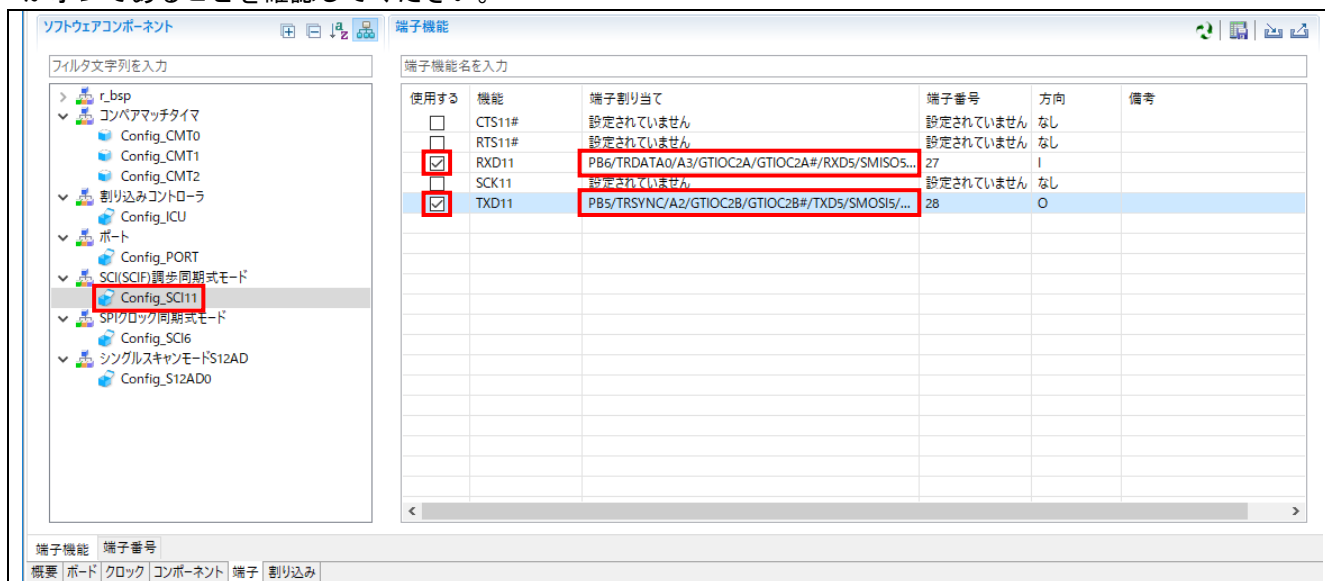 ソフトウェアコンポーネント
端子機能
フィルタ文字列を入力
端子機能名を入力
r_bsp
コンペアマッチタイマ
Config_CMT0
Config_CMT1
Config_CMT2
割り込みコントローラ
Config_ICU
ポート
Config_PORT
SCI(SCIF)調歩同期式モード
Config_SCI11
SPIクロック同期式モード
Config_SCI6
シングルスキャンモードS12AD
Config_S12AD0
使用する 機能 端子割り当て 端子番号 方向 備考
CTS11# 設定されていません 設定されていません なし
RTS11# 設定されていません 設定されていません なし
RXD11 PB6/TRDATA0/A3/GTIOC2A/GTIOC2A#/RXD5/SMISO5... 27 I
SCK11 設定されていません 設定されていません なし
TXD11 PB5/TRSYNC/A2/GTIOC2B/GTIOC2B#/TXD5/SMOSI5/... 28 O
端子機能 端子番号
概要 ボード クロック コンポーネント 端子 割り込み